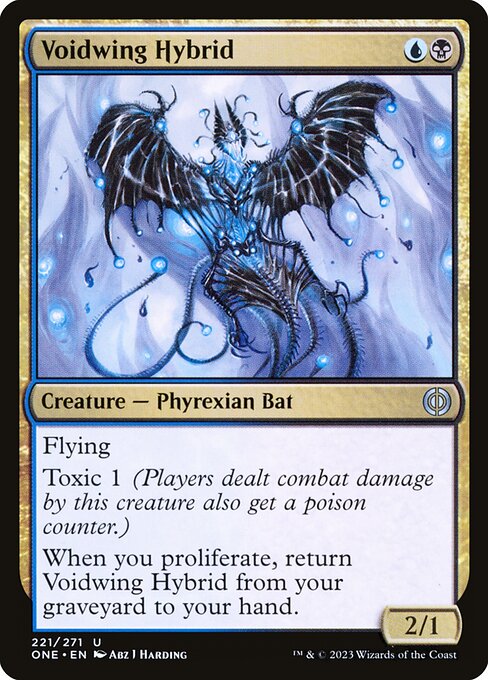 Voidwing Hybrid
Creature — Phyrexian Bat
Flying
Toxic 1 (Players dealt combat damage
by this creature also get a poison
counter.)
When you proliferate, return
Voidwing Hybrid from your
graveyard to your hand.
2/1
221/271 U
ONE • EN Abz J Harding
™ & © 2023 Wizards of the Coast